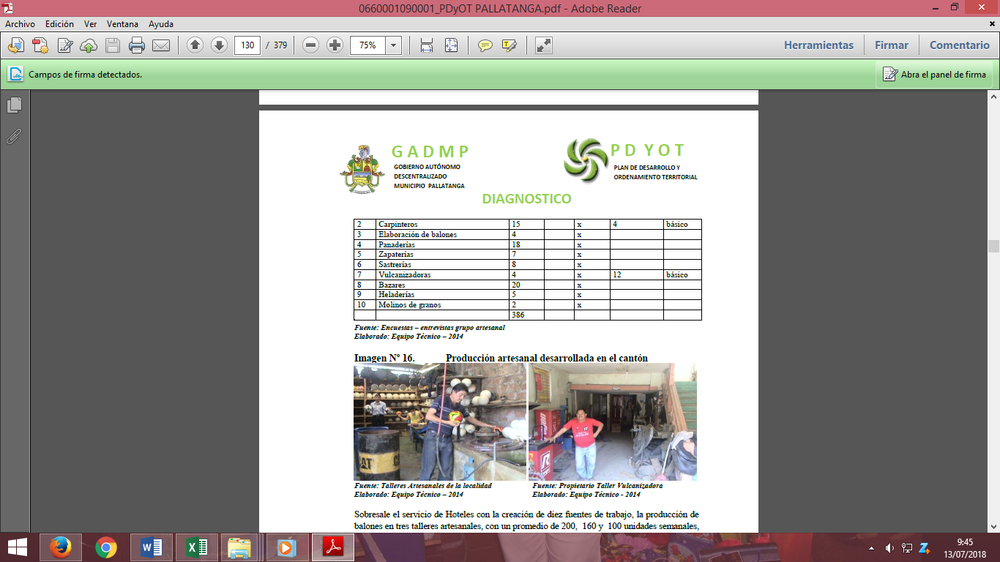 0660001090001_PDyOT PALLATANGA.pdf - Adobe Reader
Archivo Edición Ver Ventana Ayuda
130 / 379 75% Herramientas Firmar Comentario
Campos de firma detectados. Abra el panel de firma
G A D M P
GOBIERNO AUTÓNOMO
DESCENTRALIZADO
MUNICIPIO PALLATANGA
P D Y O T
PLAN DE DESARROLLO Y
ORDENAMIENTO TERRITORIAL
DIAGNOSTICO
2 Carpinteros 15 x 4 básico
3 Elaboración de balones 4 x
4 Panaderías 18 x
5 Zapaterías 7 x
6 Sastrerías 8 x
7 Vulcanizadoras 4 x 12 básico
8 Bazares 20 x
9 Heladerías 5 x
10 Molinos de granos 2 x
386
Fuente: Encuestas – entrevistas grupo artesanal
Elaborado: Equipo Técnico – 2014
Imagen Nº 16. Producción artesanal desarrollada en el cantón
Fuente: Talleres Artesanales de la localidad
Elaborado: Equipo Técnico – 2014
Fuente: Propietario Taller Vulcanizadora
Elaborado: Equipo Técnico - 2014
Sobresale el servicio de Hoteles con la creación de diez fuentes de trabajo, la producción de
balones en tres talleres artesanales, con un promedio de 200, 160 y 100 unidades semanales,
9:45
13/07/2018